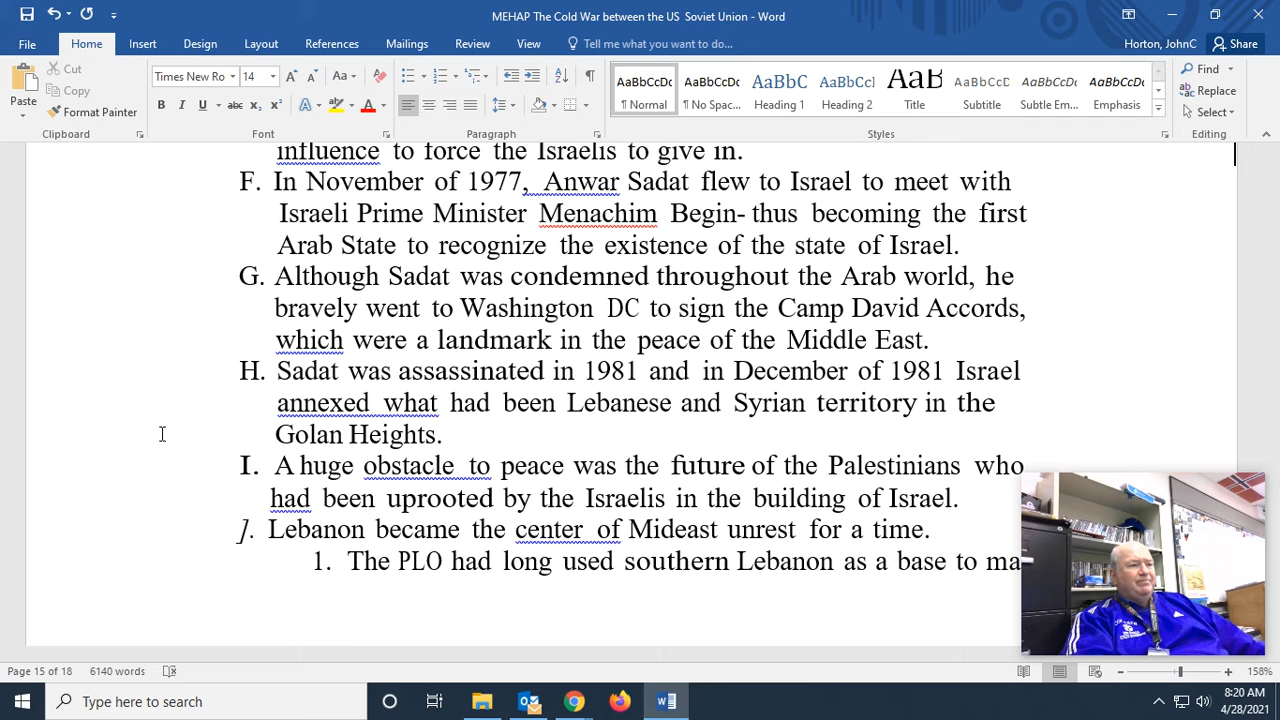 MEHAP The Cold War between the US Soviet Union - Word
File Home Insert Design Layout References Mailings Review View Tell me what you want to do... Horton, JohnC Share
Cut
Copy
Format Painter
Paste
Clipboard
Times New Ro 14
Font
Paragraph
AaBbCcDc AaBbCcDc AaBbC AaBbCcC AaB AaBbCcD AaBbCcDc AaBbCcDc
¶ Normal ¶ No Spac... Heading 1 Heading 2 Title Subtitle Subtle Em... Emphasis
Styles
Find
Replace
Select
Editing
influence to force the Israelis to give in.
F. In November of 1977, Anwar Sadat flew to Israel to meet with
Israeli Prime Minister Menachim Begin- thus becoming the first
Arab State to recognize the existence of the state of Israel.
G. Although Sadat was condemned throughout the Arab world, he
bravely went to Washington DC to sign the Camp David Accords,
which were a landmark in the peace of the Middle East.
H. Sadat was assassinated in 1981 and in December of 1981 Israel
annexed what had been Lebanese and Syrian territory in the
Golan Heights.
I. A huge obstacle to peace was the future of the Palestinians who
had been uprooted by the Israelis in the building of Israel.
J. Lebanon became the center of Mideast unrest for a time.
1. The PLO had long used southern Lebanon as a base to ma
Page 15 of 18 6140 words 158%
Type here to search
8:20 AM
4/28/2021